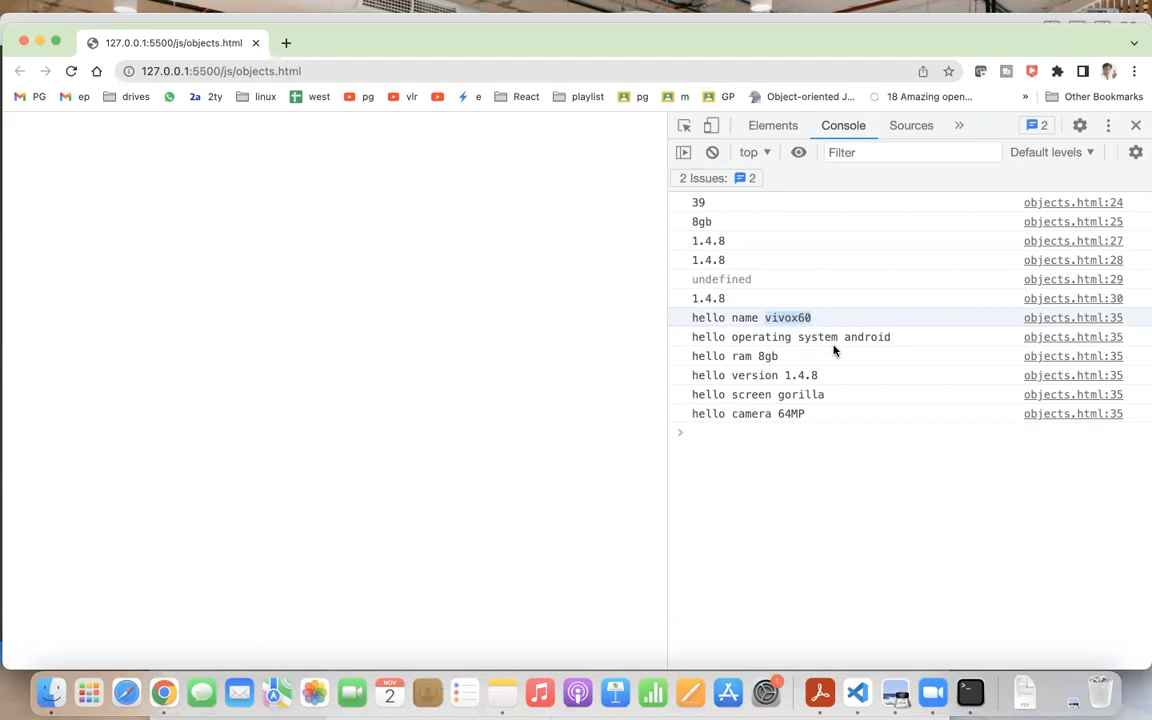 127.0.0.1:5500/js/objects.html
127.0.0.1:5500/js/objects.html
PG ep drives 2a 2ty linux west pg vlr e React playlist pg m GP Object-oriented J... 18 Amazing open... » Other Bookmarks
Elements Console Sources » 2
top Filter Default levels
2 Issues: 2
39 objects.html:24
8gb objects.html:25
1.4.8 objects.html:27
1.4.8 objects.html:28
undefined objects.html:29
1.4.8 objects.html:30
hello name vivox60 objects.html:35
hello operating system android objects.html:35
hello ram 8gb objects.html:35
hello version 1.4.8 objects.html:35
hello screen gorilla objects.html:35
hello camera 64MP objects.html:35
NOV
2
1